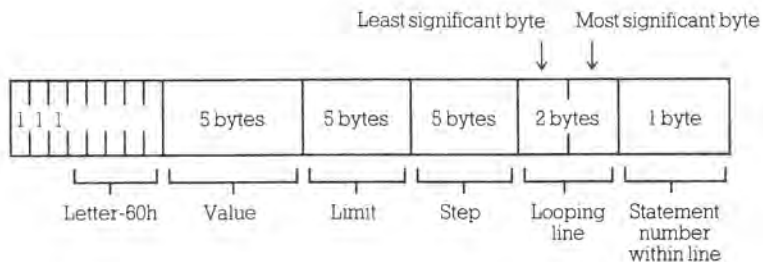 Least significant byte Most significant byte
1 1 1 5 bytes 5 bytes 5 bytes 2 bytes 1 byte
Letter-60h Value Limit Step Looping line Statement number within line